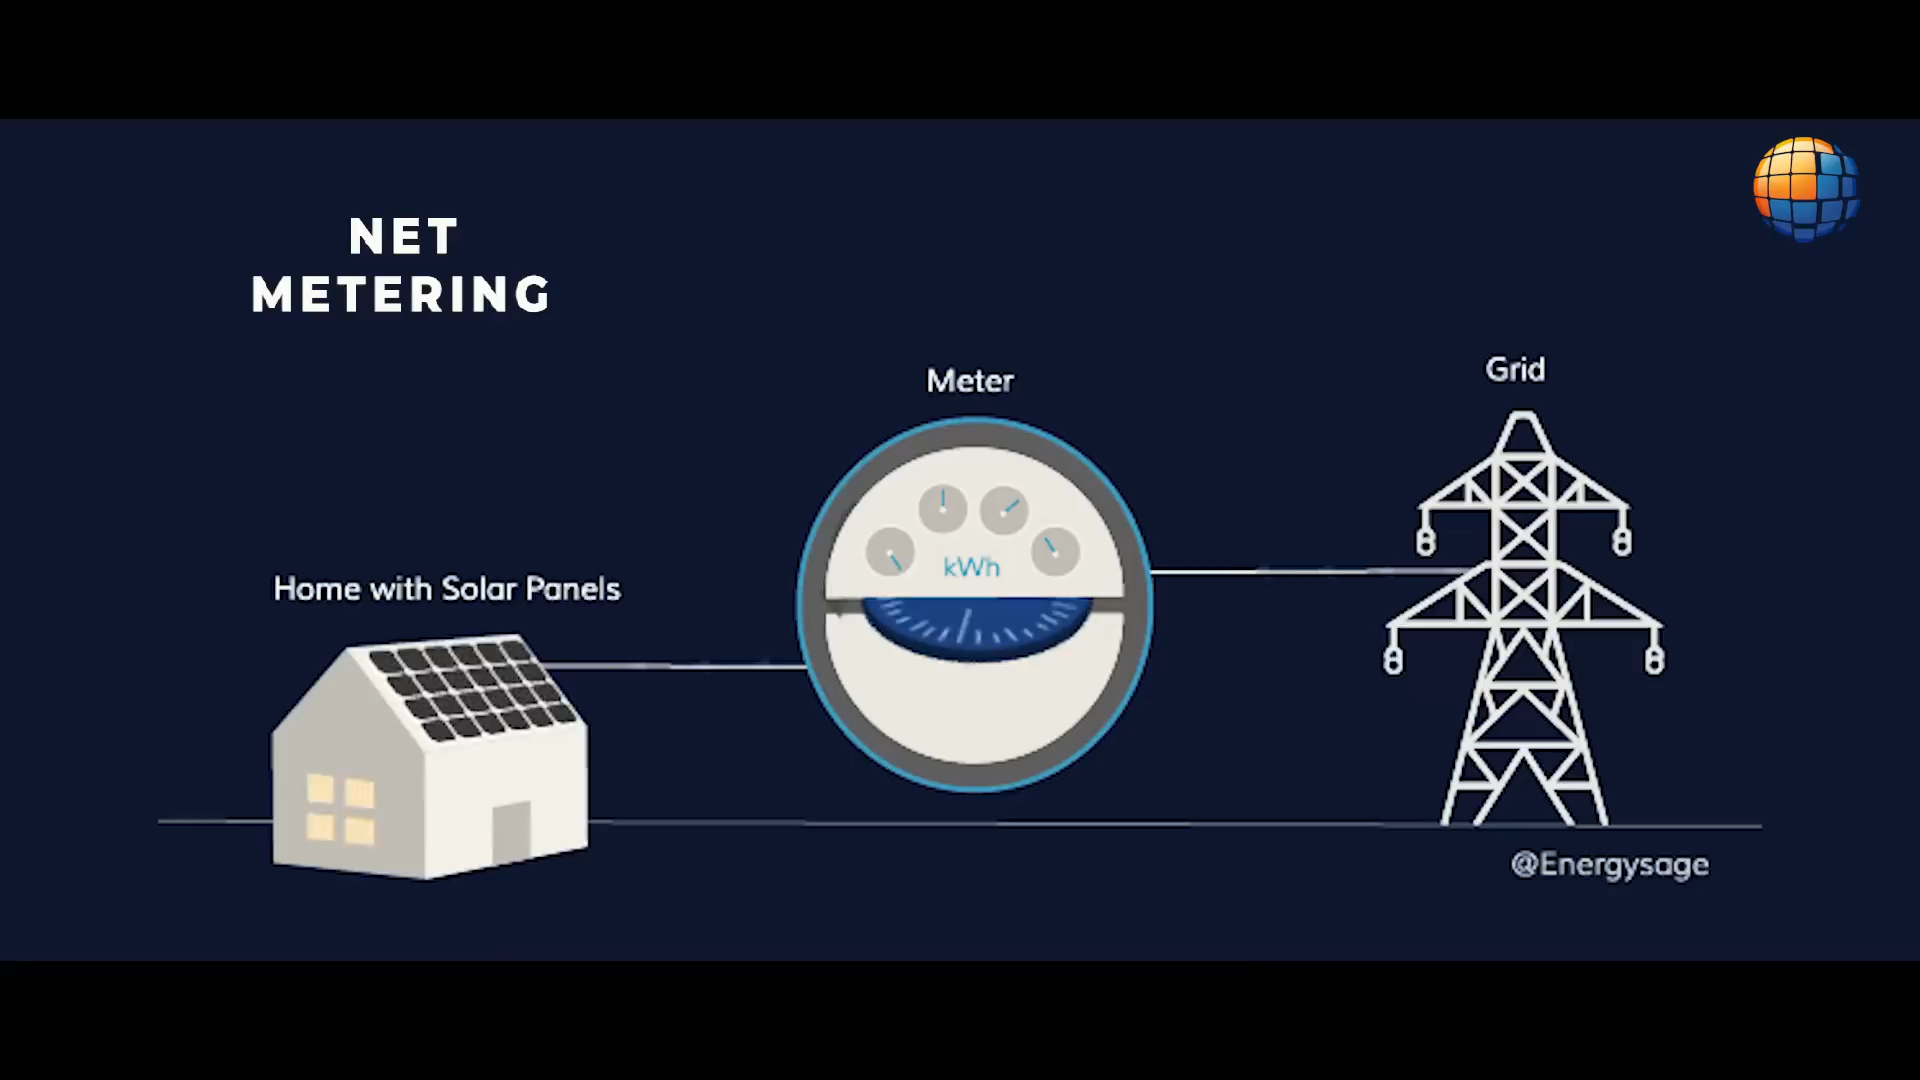 NET
METERING
Meter
Grid
kWh
Home with Solar Panels
@Energysage